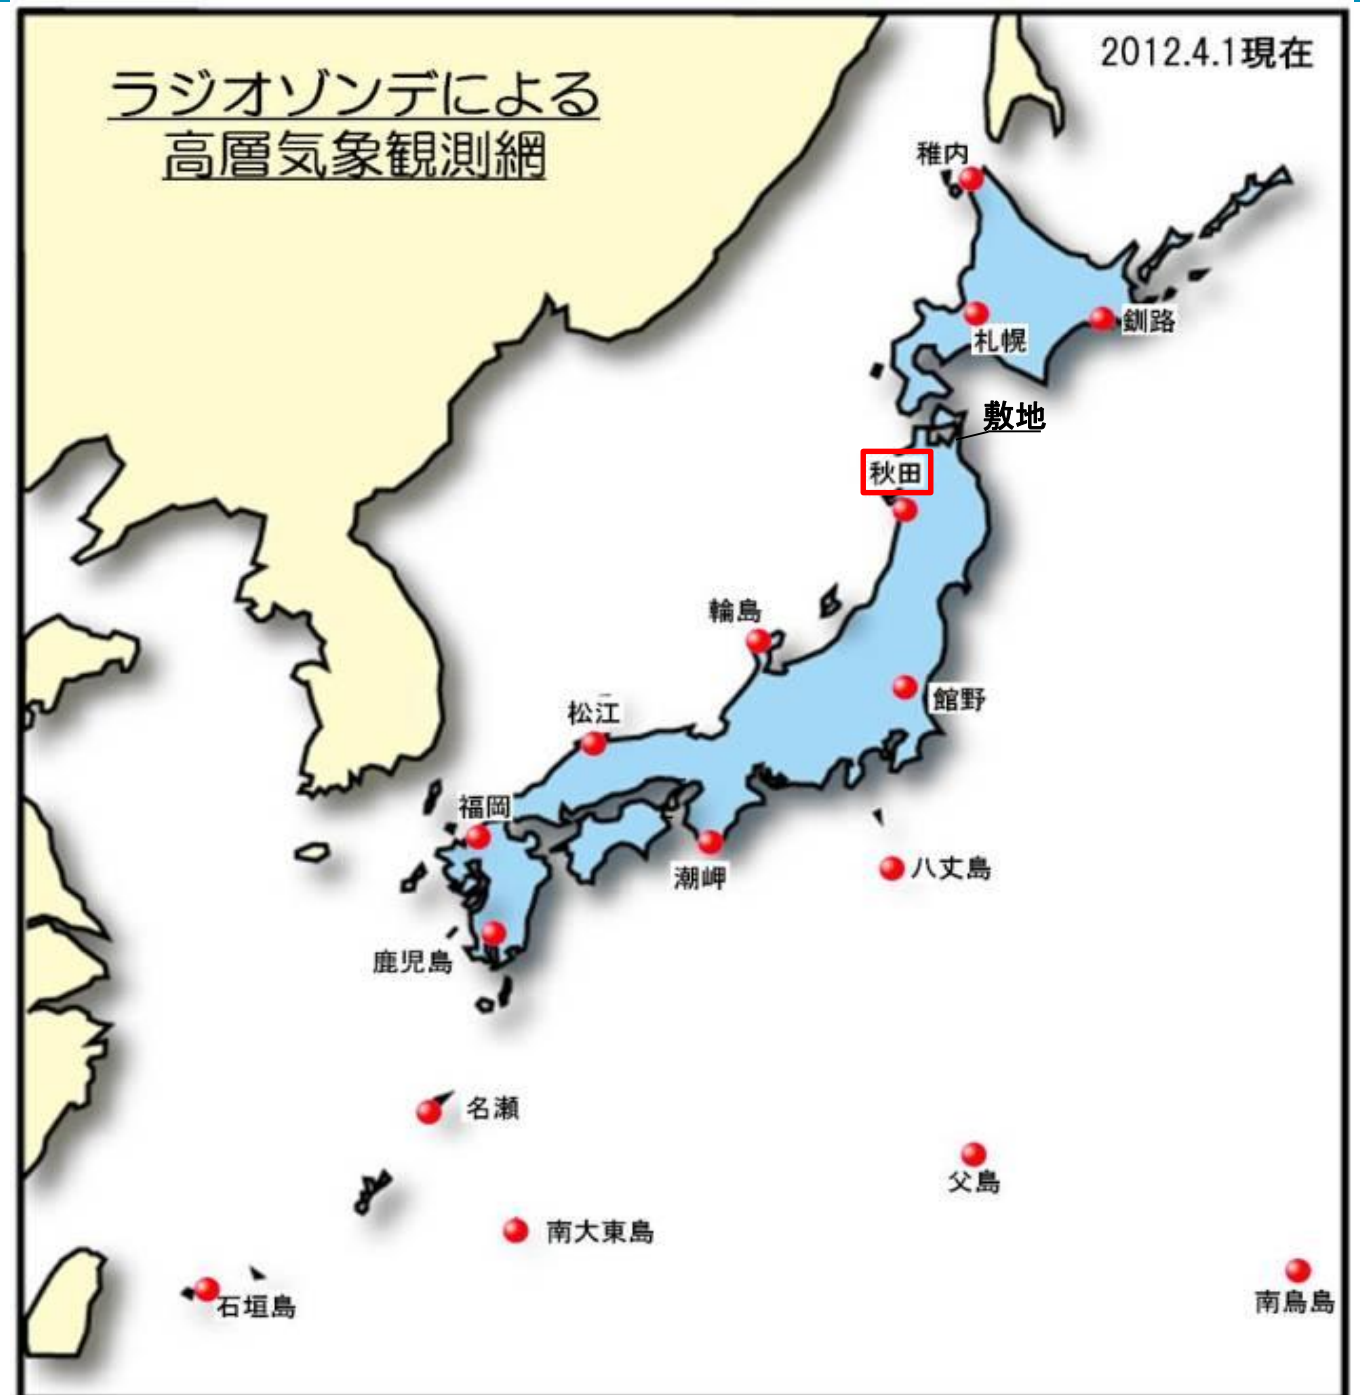 2012.4.1現在
ラジオゾンデによる
高層気象観測網
稚内
札幌
釧路
敷地
秋田
輪島
館野
松江
福岡
潮岬
八丈島
鹿児島
名瀬
父島
南大東島
石垣島
南鳥島